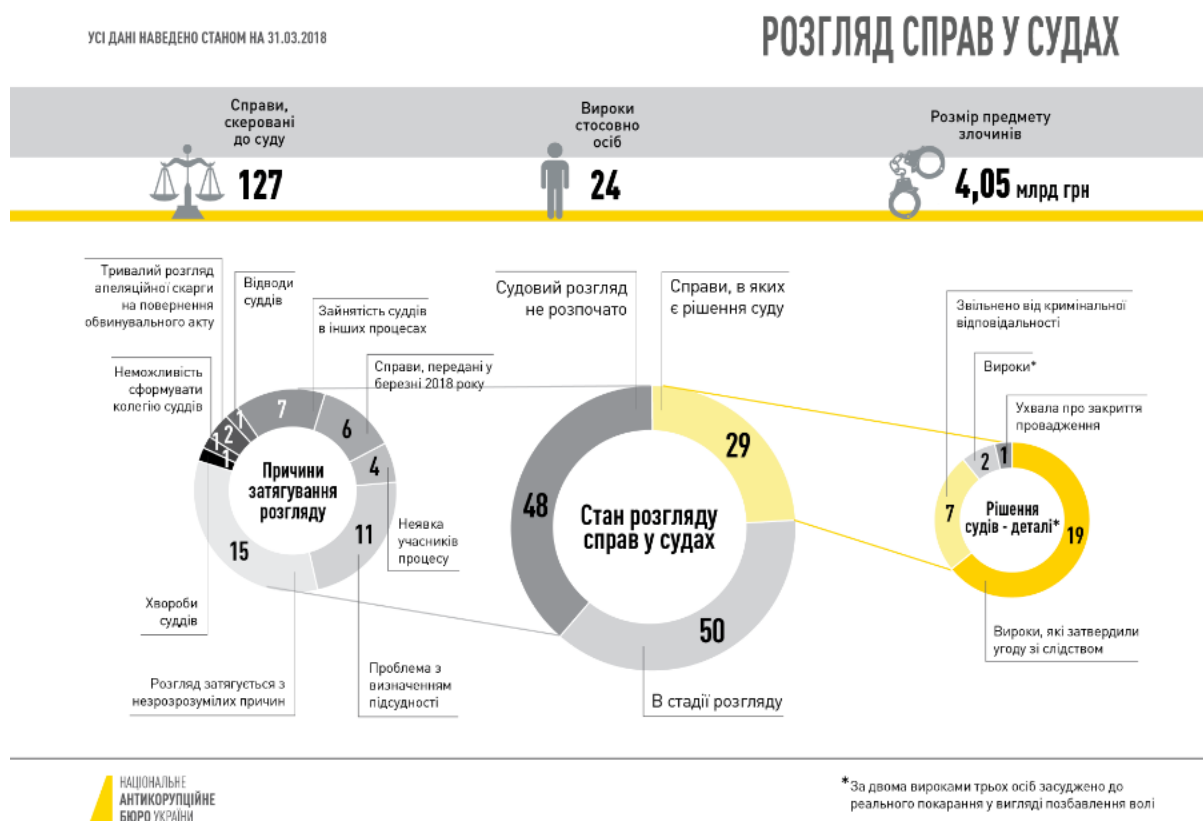 УСІ ДАНІ НАВЕДЕНО СТАНОМ НА 31.03.2018
РОЗГЛЯД СПРАВ У СУДАХ
Справи,
скеровані
до суду
127
Вироки
стосовно
осіб
24
Розмір предмету
злочинів
4,05 млрд грн
Тривалий розгляд
апеляційної скарги
на повернення
обвинувального акту
Відводи
суддів
Зайнятість суддів
в інших процесах
Справи, передані у
березні 2018 року
Неможливість
сформувати
колегію суддів
1
2
1
7
6
4
11
15
1
Причини
затягування
розгляду
Неявка
учасників
процесу
Хвороби
суддів
Розгляд затягується з
незрозрозумілих причин
Проблема з
визначенням
підсудності
Судовий розгляд
не розпочато
Справи, в яких
є рішення суду
48
29
50
Стан розгляду
справ у судах
В стадії розгляду
Звільнено від кримінальної
відповідальності
Вироки*
Ухвала про закриття
провадження
7
2
1
19
Рішення
судів - деталі*
Вироки, які затвердили
угоду зі слідством
НАЦІОНАЛЬНЕ
АНТИКОРУПЦІЙНЕ
БЮРО УКРАЇНИ
*За двома вироками трьох осіб засуджено до
реального покарання у вигляді позбавлення волі